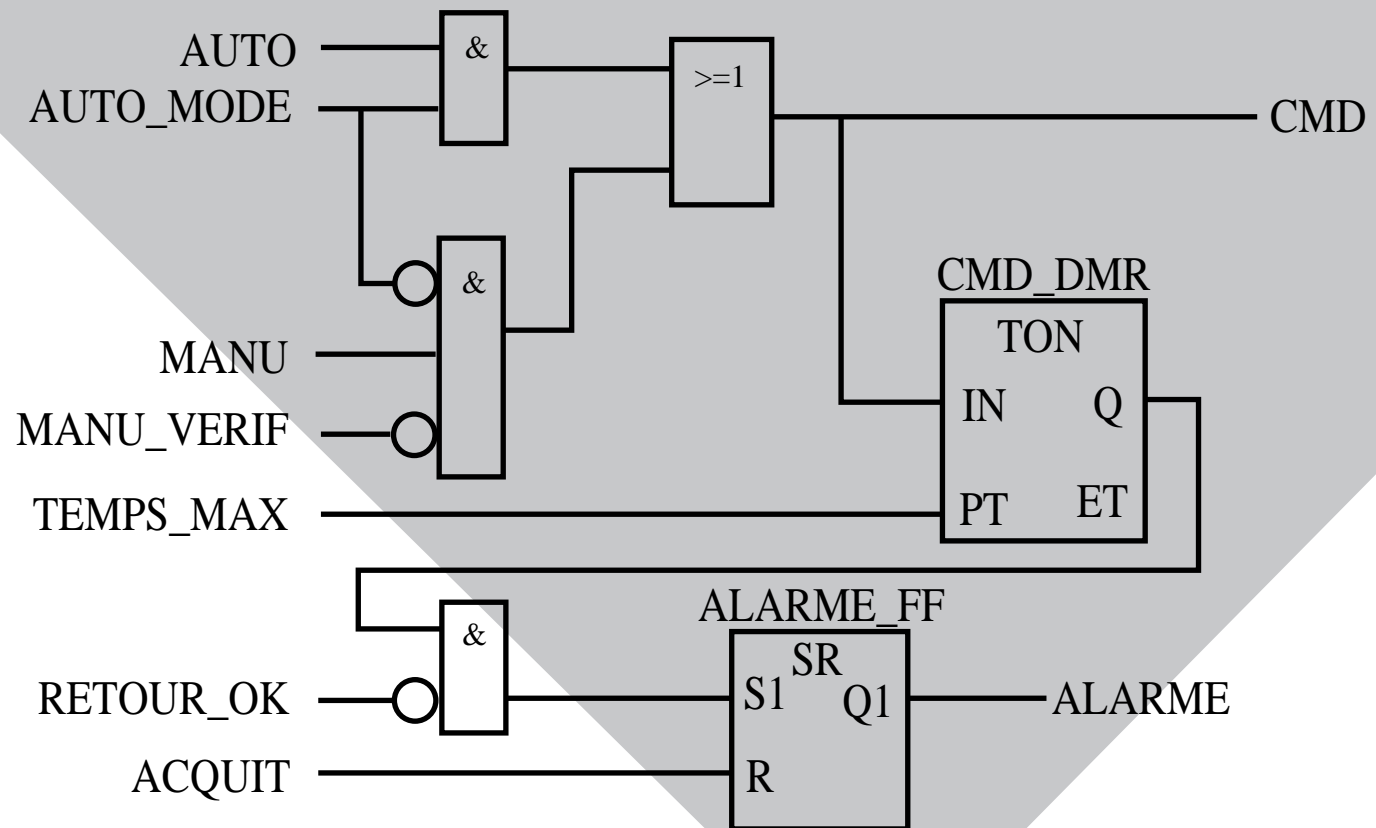 AUTO
&
>=1
AUTO_MODE
CMD
&
CMD_DMR
TON
MANU
IN
Q
MANU_VERIF
TEMPS_MAX
PT
ET
ALARME_FF
&
SR
RETOUR_OK
S1
Q1
ALARME
ACQUIT
R